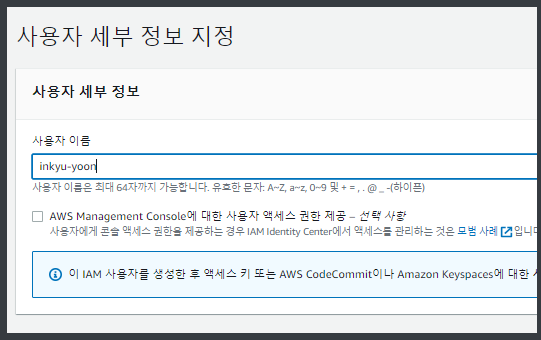 사용자 세부 정보 지정
사용자 세부 정보
사용자 이름
inkyu-yoon
사용자 이름은 최대 64자까지 가능합니다. 유효한 문자: A~Z, a~z, 0~9 및 + = , . @ _ -(하이픈)
AWS Management Console에 대한 사용자 액세스 권한 제공 – 선택 사항
사용자에게 콘솔 액세스 권한을 제공하는 경우 IAM Identity Center에서 액세스를 관리하는 것은 모범 사례 입니다
이 IAM 사용자를 생성한 후 액세스 키 또는 AWS CodeCommit이나 Amazon Keyspaces에 대한